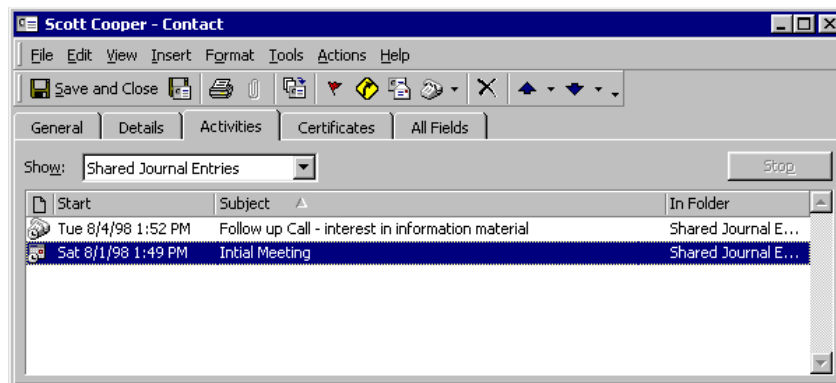 Scott Cooper - Contact
File Edit View Insert Format Tools Actions Help
Save and Close
General Details Activities Certificates All Fields
Show: Shared Journal Entries Stop
Start Subject In Folder
Tue 8/4/98 1:52 PM Follow up Call - interest in information material Shared Journal E...
Sat 8/1/98 1:49 PM Intial Meeting Shared Journal E...